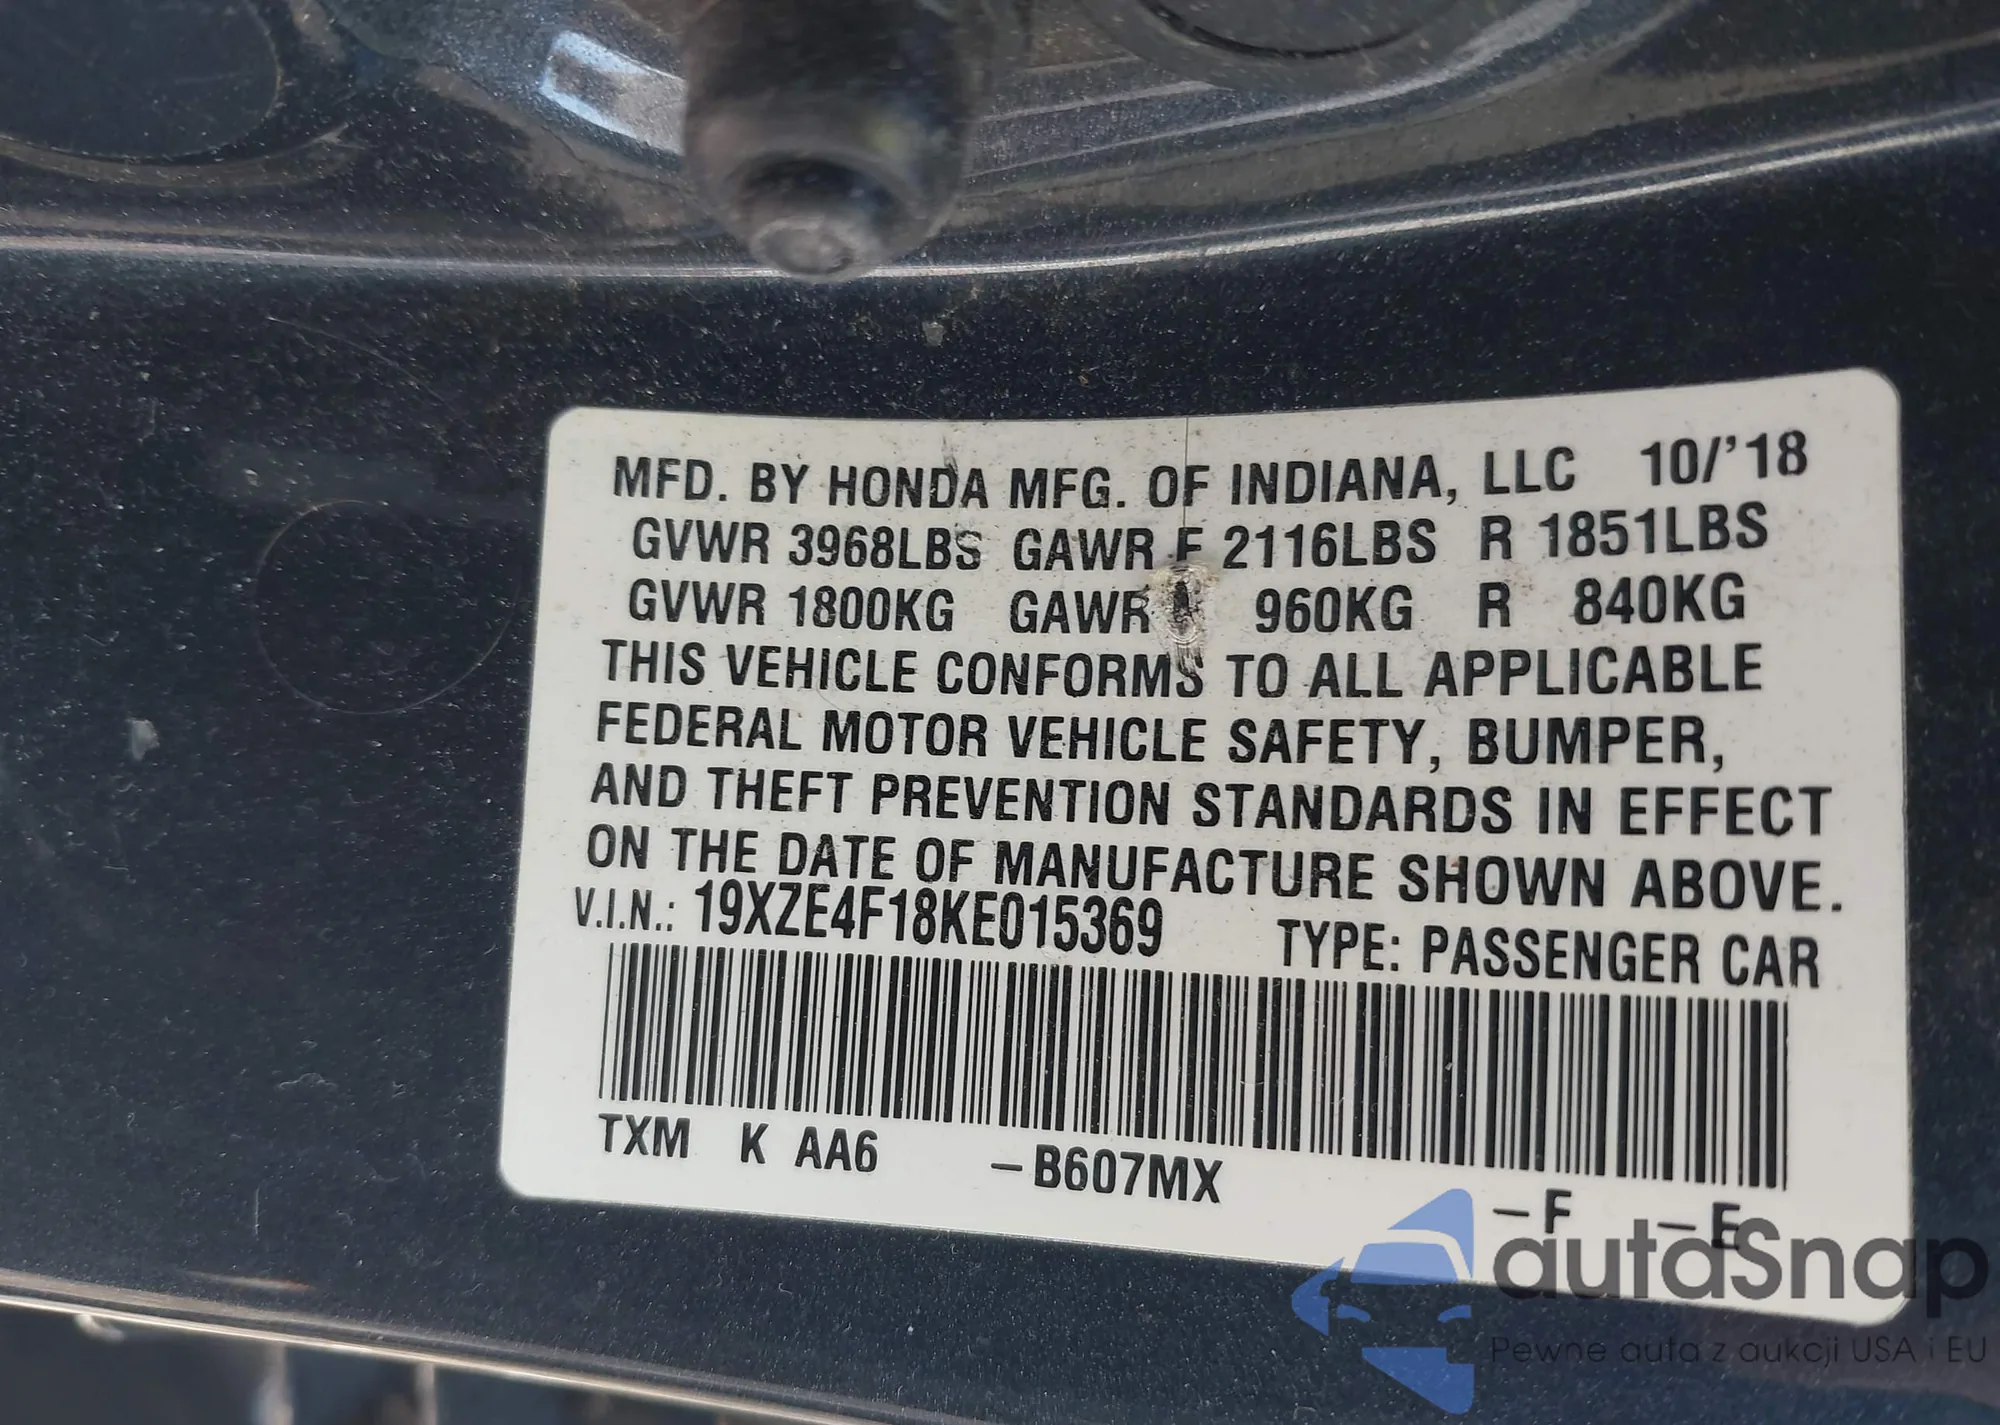 MFD. BY HONDA MFG. OF INDIANA, LLC 10/'18
GVWR 3968LBS GAWR F 2116LBS R 1851LBS
GVWR 1800KG GAWR 960KG R 840KG
THIS VEHICLE CONFORMS TO ALL APPLICABLE
FEDERAL MOTOR VEHICLE SAFETY, BUMPER,
AND THEFT PREVENTION STANDARDS IN EFFECT
ON THE DATE OF MANUFACTURE SHOWN ABOVE.
V.I.N.: 19XZE4F18KE015369 TYPE: PASSENGER CAR
TXM K AA6 –B607MX –F –E
autoSnap
Pewne auta z aukcji USA i EU